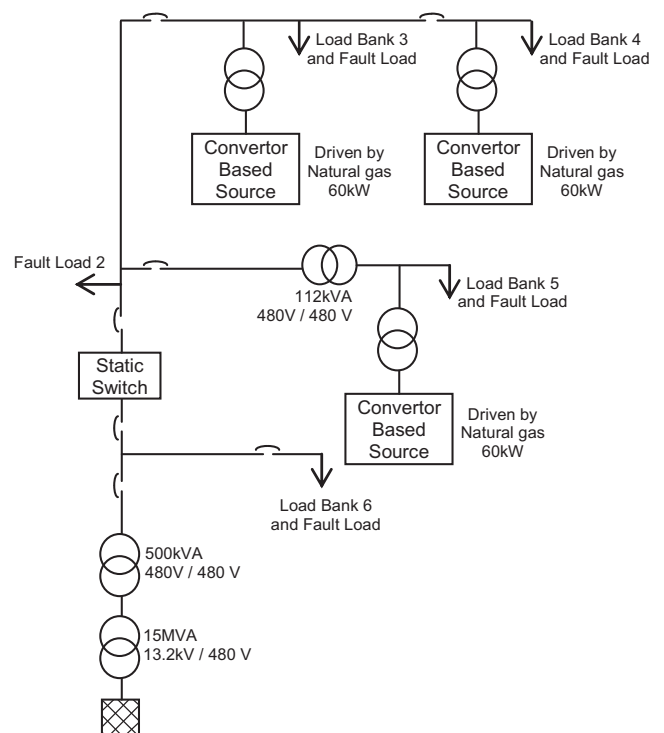 Load Bank 3
and Fault Load
Load Bank 4
and Fault Load
Convertor
Based
Source
Driven by
Natural gas
60kW
Convertor
Based
Source
Driven by
Natural gas
60kW
Fault Load 2
112kVA
480V / 480 V
Load Bank 5
and Fault Load
Static
Switch
Convertor
Based
Source
Driven by
Natural gas
60kW
Load Bank 6
and Fault Load
500kVA
480V / 480 V
15MVA
13.2kV / 480 V